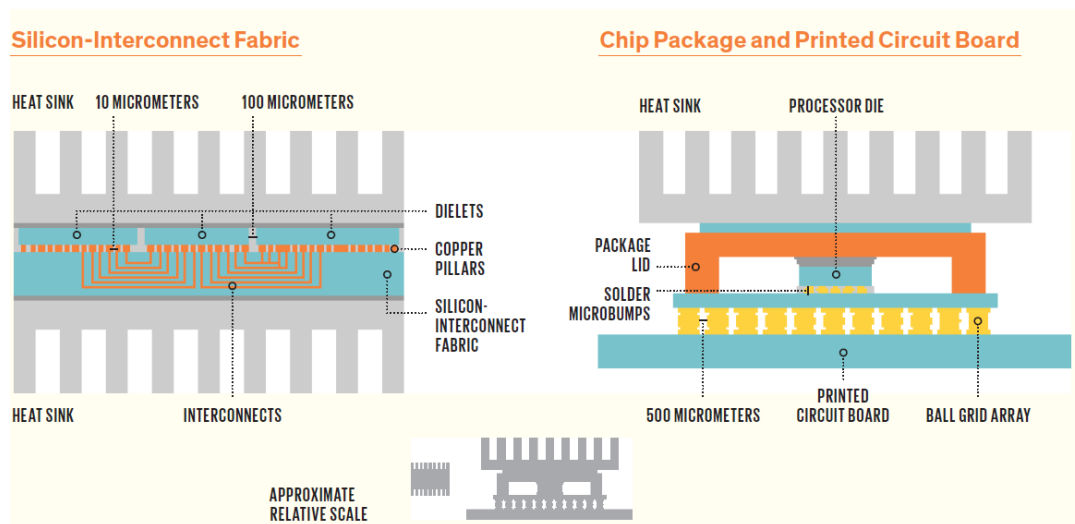 Silicon-Interconnect Fabric
HEAT SINK
10 MICROMETERS
100 MICROMETERS
DIELETS
COPPER
PILLARS
SILICON-
INTERCONNECT
FABRIC
HEAT SINK
INTERCONNECTS
Chip Package and Printed Circuit Board
HEAT SINK
PROCESSOR DIE
PACKAGE
LID
SOLDER
MICROBUMPS
500 MICROMETERS
PRINTED
CIRCUIT BOARD
BALL GRID ARRAY
APPROXIMATE
RELATIVE SCALE